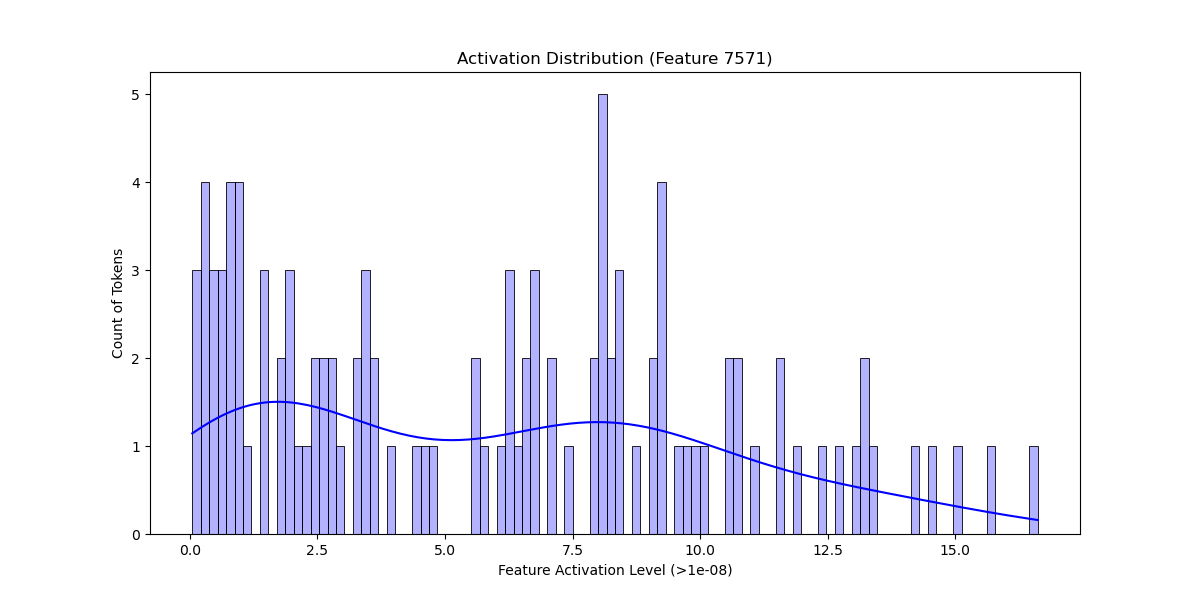 Activation Distribution (Feature 7571)
5
4
3
2
1
0
Count of Tokens
0.0 2.5 5.0 7.5 10.0 12.5 15.0
Feature Activation Level (>1e-08)